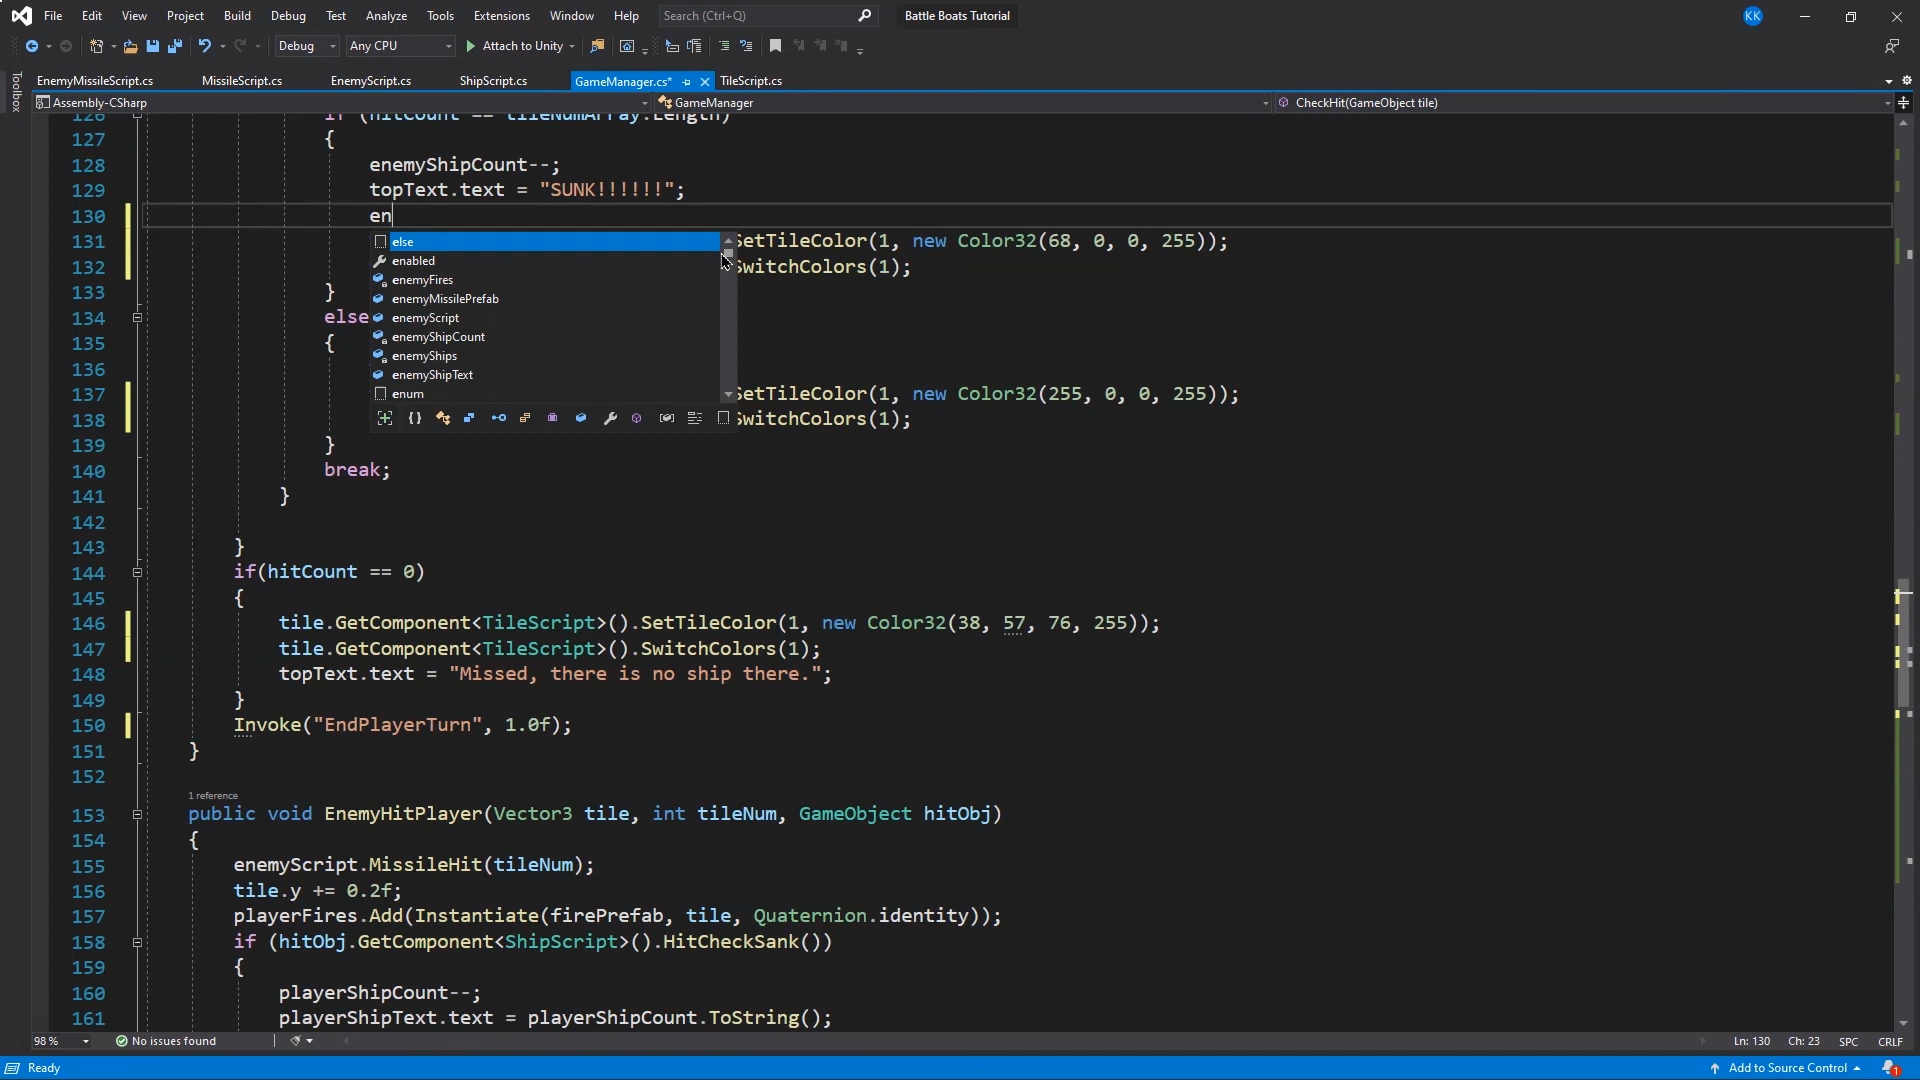 File Edit View Project Build Debug Test Analyze Tools Extensions Window Help Search (Ctrl+Q) Battle Boats Tutorial KK
Debug Any CPU Attach to Unity
EnemyMissileScript.cs MissileScript.cs EnemyScript.cs ShipScript.cs GameManager.cs* TileScript.cs
Toolbox
Assembly-CSharp GameManager CheckHit(GameObject tile)
126 if (hitCount == tileNumArray.Length)
127 {
128 enemyShipCount--;
129 topText.text = "SUNK!!!!!!";
130 en
else
131 SetTileColor(1, new Color32(68, 0, 0, 255));
enabled
132 SwitchColors(1);
enemyFires
133 }
enemyMissilePrefab
134 else
enemyScript
enemyShipCount
135 {
enemyShips
136
enemyShipText
137 SetTileColor(1, new Color32(255, 0, 0, 255));
enum
138 SwitchColors(1);
139 }
140 break;
141 }
142
143 }
144 if(hitCount == 0)
145 {
146 tile.GetComponent<TileScript>().SetTileColor(1, new Color32(38, 57, 76, 255));
147 tile.GetComponent<TileScript>().SwitchColors(1);
148 topText.text = "Missed, there is no ship there.";
149 }
150 Invoke("EndPlayerTurn", 1.0f);
151 }
152
1 reference
153 public void EnemyHitPlayer(Vector3 tile, int tileNum, GameObject hitObj)
154 {
155 enemyScript.MissileHit(tileNum);
156 tile.y += 0.2f;
157 playerFires.Add(Instantiate(firePrefab, tile, Quaternion.identity));
158 if (hitObj.GetComponent<ShipScript>().HitCheckSank())
159 {
160 playerShipCount--;
161 playerShipText.text = playerShipCount.ToString();
98 % No issues found Ln: 130 Ch: 23 SPC CRLF
Ready Add to Source Control 1